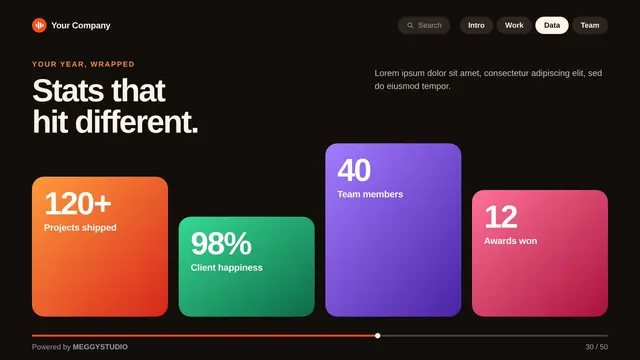 Your Company
Search
Intro
Work
Data
Team
YOUR YEAR, WRAPPED
Stats that
hit different.
Lorem ipsum dolor sit amet, consectetur adipiscing elit, sed
do eiusmod tempor.
120+
Projects shipped
98%
Client happiness
40
Team members
12
Awards won
Powered by MEGGYSTUDIO
30 / 50